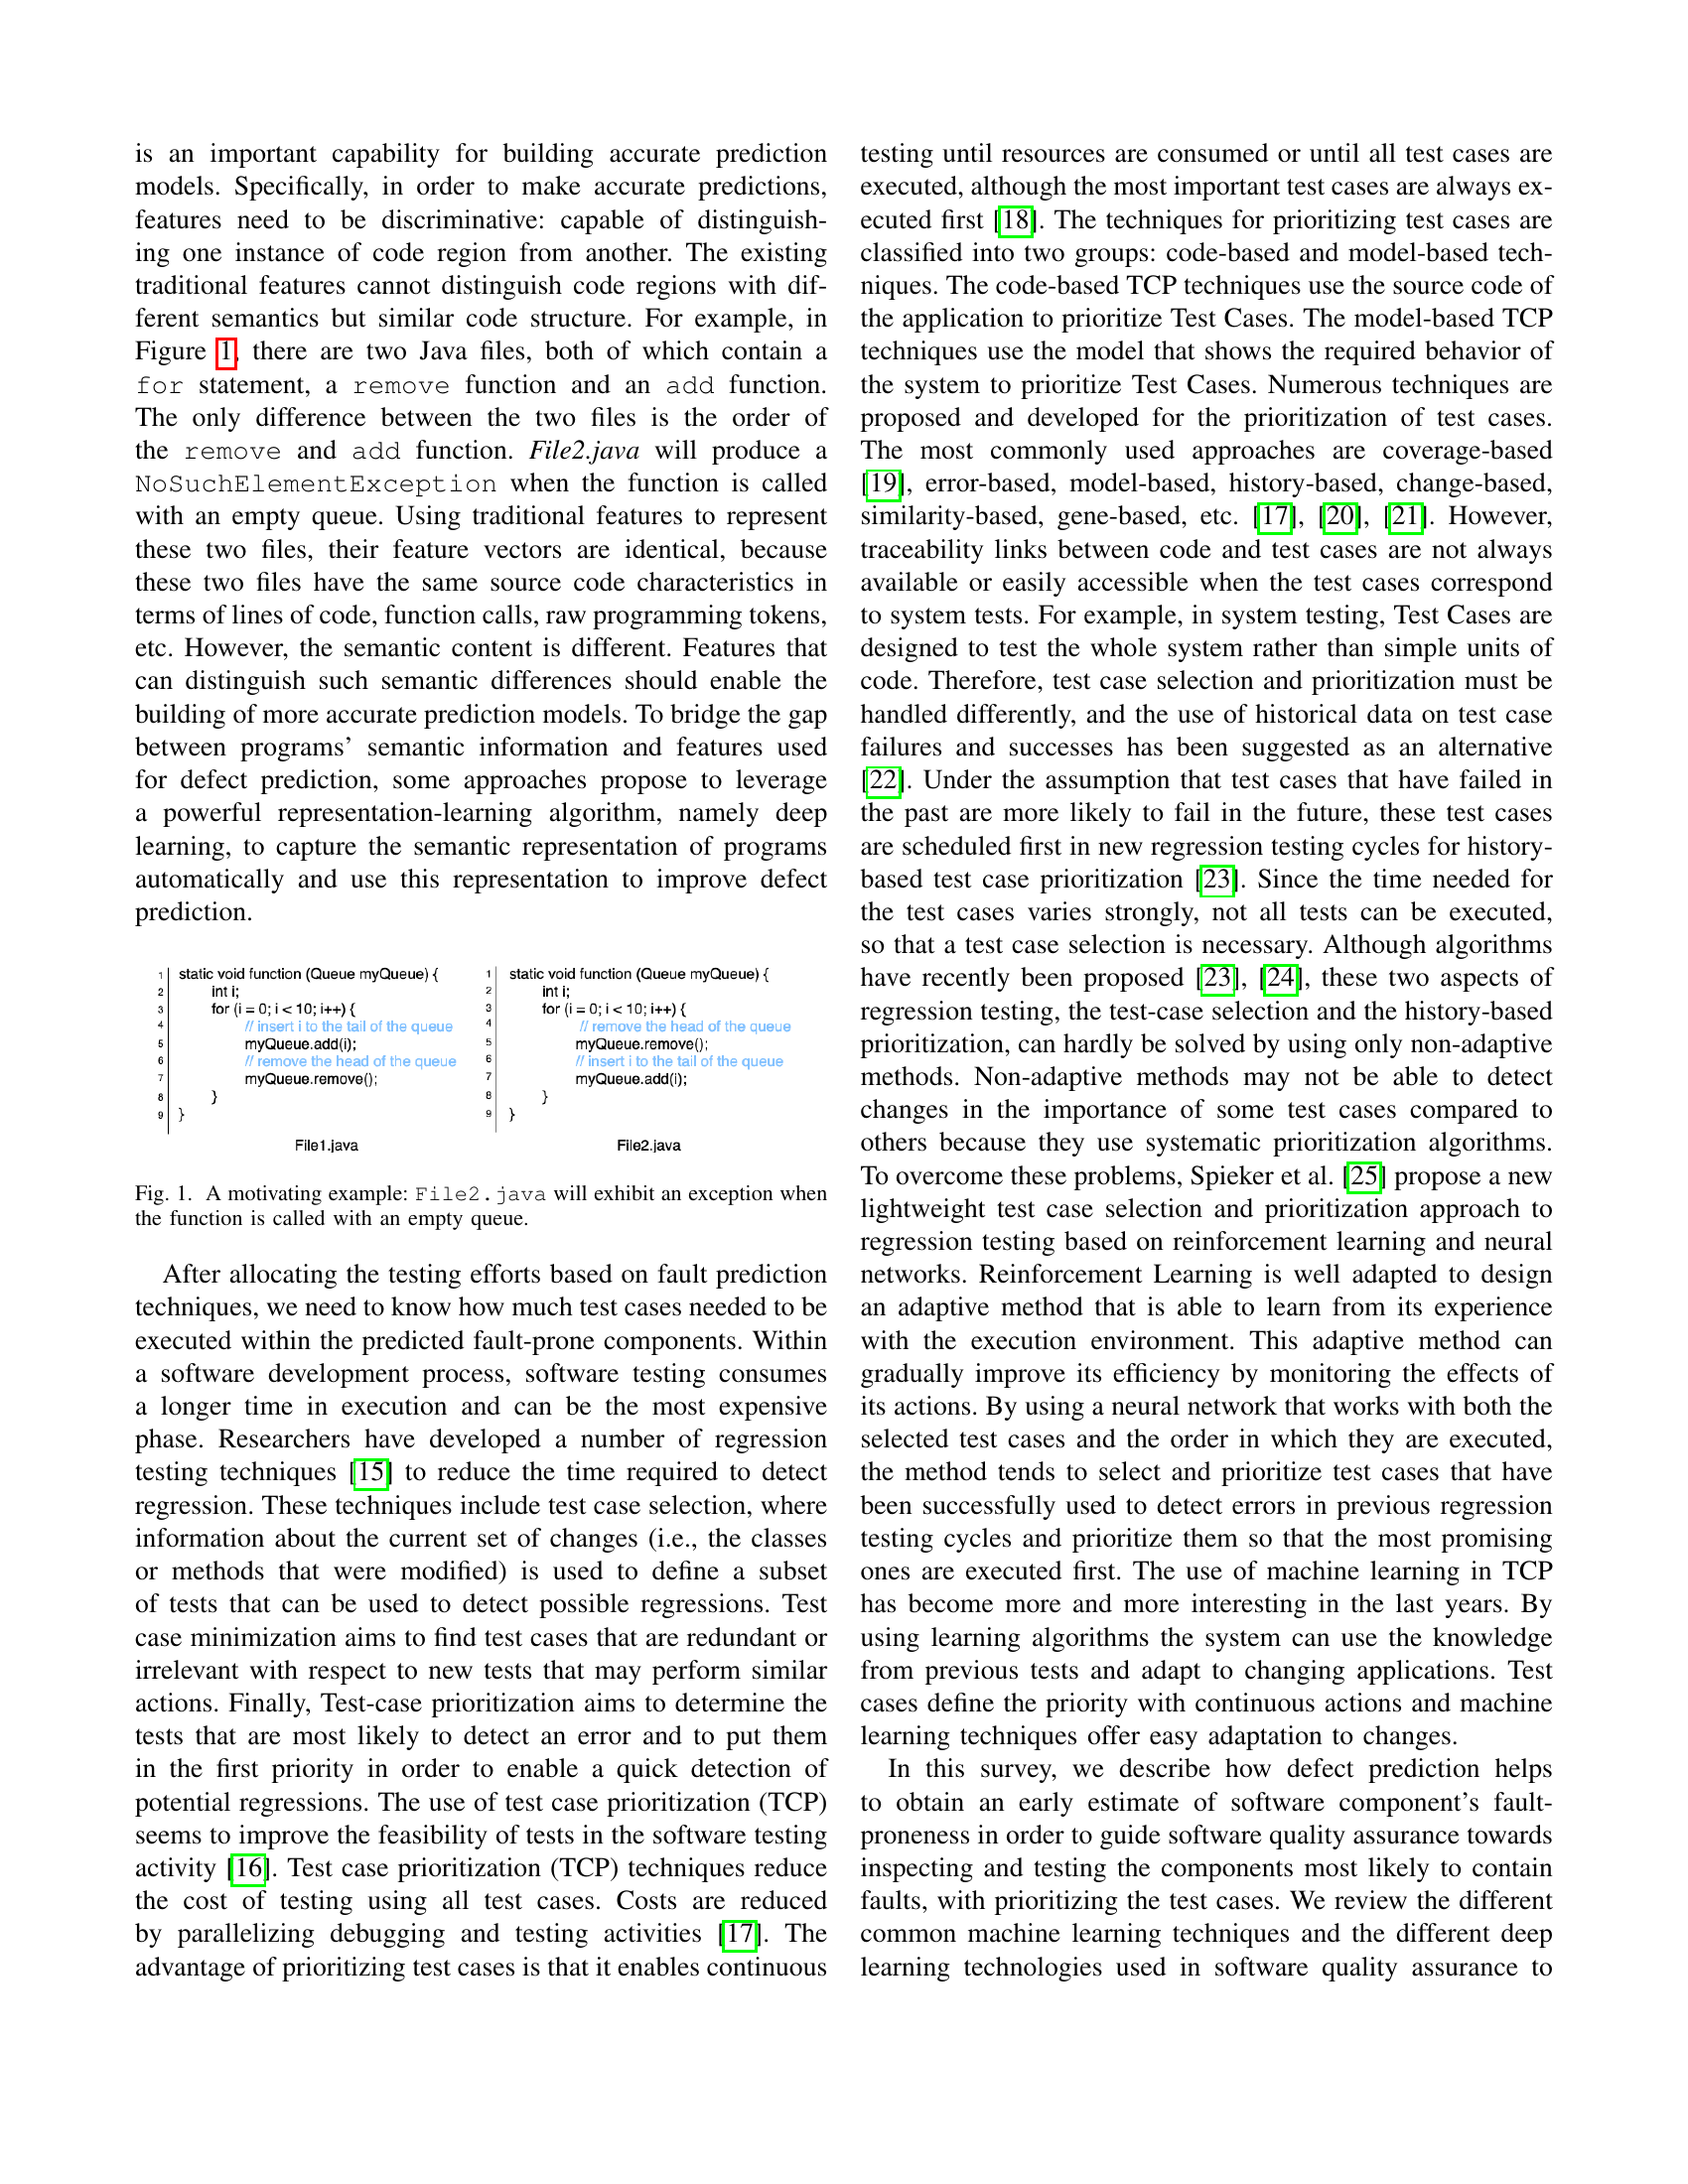 is an important capability for building accurate prediction
models. Specifically, in order to make accurate predictions,
features need to be discriminative: capable of distinguish-
ing one instance of code region from another. The existing
traditional features cannot distinguish code regions with dif-
ferent semantics but similar code structure. For example, in
Figure 1, there are two Java files, both of which contain a
for statement, a remove function and an add function.
The only difference between the two files is the order of
the remove and add function. File2.java will produce a
NoSuchElementException when the function is called
with an empty queue. Using traditional features to represent
these two files, their feature vectors are identical, because
these two files have the same source code characteristics in
terms of lines of code, function calls, raw programming tokens,
etc. However, the semantic content is different. Features that
can distinguish such semantic differences should enable the
building of more accurate prediction models. To bridge the gap
between programs' semantic information and features used
for defect prediction, some approaches propose to leverage
a powerful representation-learning algorithm, namely deep
learning, to capture the semantic representation of programs
automatically and use this representation to improve defect
prediction.
1 static void function (Queue myQueue) {
2 int i;
3 for (i = 0; i < 10; i++) {
4 // insert i to the tail of the queue
5 myQueue.add(i);
6 // remove the head of the queue
7 myQueue.remove();
8 }
9 }
File1.java
1 static void function (Queue myQueue) {
2 int i;
3 for (i = 0; i < 10; i++) {
4 // remove the head of the queue
5 myQueue.remove();
6 // insert i to the tail of the queue
7 myQueue.add(i);
8 }
9 }
File2.java
Fig. 1. A motivating example: File2.java will exhibit an exception when
the function is called with an empty queue.
After allocating the testing efforts based on fault prediction
techniques, we need to know how much test cases needed to be
executed within the predicted fault-prone components. Within
a software development process, software testing consumes
a longer time in execution and can be the most expensive
phase. Researchers have developed a number of regression
testing techniques [15] to reduce the time required to detect
regression. These techniques include test case selection, where
information about the current set of changes (i.e., the classes
or methods that were modified) is used to define a subset
of tests that can be used to detect possible regressions. Test
case minimization aims to find test cases that are redundant or
irrelevant with respect to new tests that may perform similar
actions. Finally, Test-case prioritization aims to determine the
tests that are most likely to detect an error and to put them
in the first priority in order to enable a quick detection of
potential regressions. The use of test case prioritization (TCP)
seems to improve the feasibility of tests in the software testing
activity [16]. Test case prioritization (TCP) techniques reduce
the cost of testing using all test cases. Costs are reduced
by parallelizing debugging and testing activities [17]. The
advantage of prioritizing test cases is that it enables continuous
testing until resources are consumed or until all test cases are
executed, although the most important test cases are always ex-
ecuted first [18]. The techniques for prioritizing test cases are
classified into two groups: code-based and model-based tech-
niques. The code-based TCP techniques use the source code of
the application to prioritize Test Cases. The model-based TCP
techniques use the model that shows the required behavior of
the system to prioritize Test Cases. Numerous techniques are
proposed and developed for the prioritization of test cases.
The most commonly used approaches are coverage-based
[19], error-based, model-based, history-based, change-based,
similarity-based, gene-based, etc. [17], [20], [21]. However,
traceability links between code and test cases are not always
available or easily accessible when the test cases correspond
to system tests. For example, in system testing, Test Cases are
designed to test the whole system rather than simple units of
code. Therefore, test case selection and prioritization must be
handled differently, and the use of historical data on test case
failures and successes has been suggested as an alternative
[22]. Under the assumption that test cases that have failed in
the past are more likely to fail in the future, these test cases
are scheduled first in new regression testing cycles for history-
based test case prioritization [23]. Since the time needed for
the test cases varies strongly, not all tests can be executed,
so that a test case selection is necessary. Although algorithms
have recently been proposed [23], [24], these two aspects of
regression testing, the test-case selection and the history-based
prioritization, can hardly be solved by using only non-adaptive
methods. Non-adaptive methods may not be able to detect
changes in the importance of some test cases compared to
others because they use systematic prioritization algorithms.
To overcome these problems, Spieker et al. [25] propose a new
lightweight test case selection and prioritization approach to
regression testing based on reinforcement learning and neural
networks. Reinforcement Learning is well adapted to design
an adaptive method that is able to learn from its experience
with the execution environment. This adaptive method can
gradually improve its efficiency by monitoring the effects of
its actions. By using a neural network that works with both the
selected test cases and the order in which they are executed,
the method tends to select and prioritize test cases that have
been successfully used to detect errors in previous regression
testing cycles and prioritize them so that the most promising
ones are executed first. The use of machine learning in TCP
has become more and more interesting in the last years. By
using learning algorithms the system can use the knowledge
from previous tests and adapt to changing applications. Test
cases define the priority with continuous actions and machine
learning techniques offer easy adaptation to changes.
In this survey, we describe how defect prediction helps
to obtain an early estimate of software component's fault-
proneness in order to guide software quality assurance towards
inspecting and testing the components most likely to contain
faults, with prioritizing the test cases. We review the different
common machine learning techniques and the different deep
learning technologies used in software quality assurance to